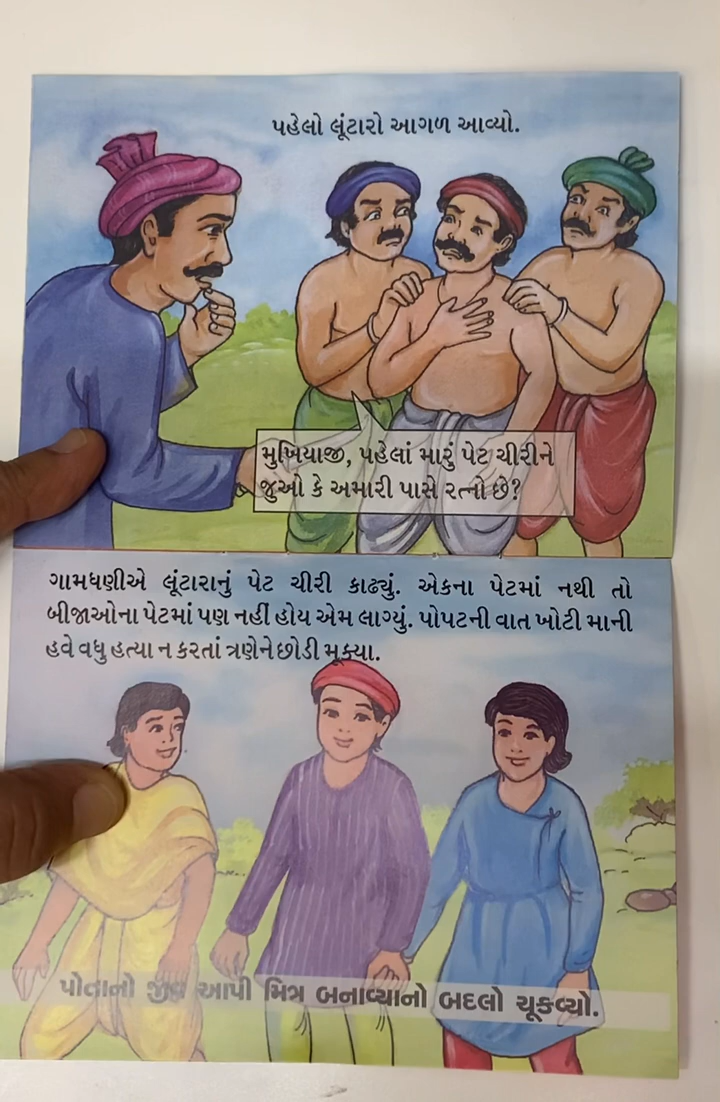 પહેલો લૂંટારો આગળ આવ્યો.
મુખિયાજી, પહેલાં મારું પેટ ચીરીને
જુઓ કે અમારી પાસે રત્નો છે?
ગામધણીએ લૂંટારાનું પેટ ચીરી કાઢ્યું. એકના પેટમાં નથી તો
બીજાઓના પેટમાં પણ નહીં હોય એમ લાગ્યું. પોપટની વાત ખોટી માની
હવે વધુ હત્યા ન કરતાં ત્રણેને છોડી મૂક્યા.
પોતાનો જીવ આપી મિત્ર બનાવ્યાનો બદલો ચૂકવ્યો.